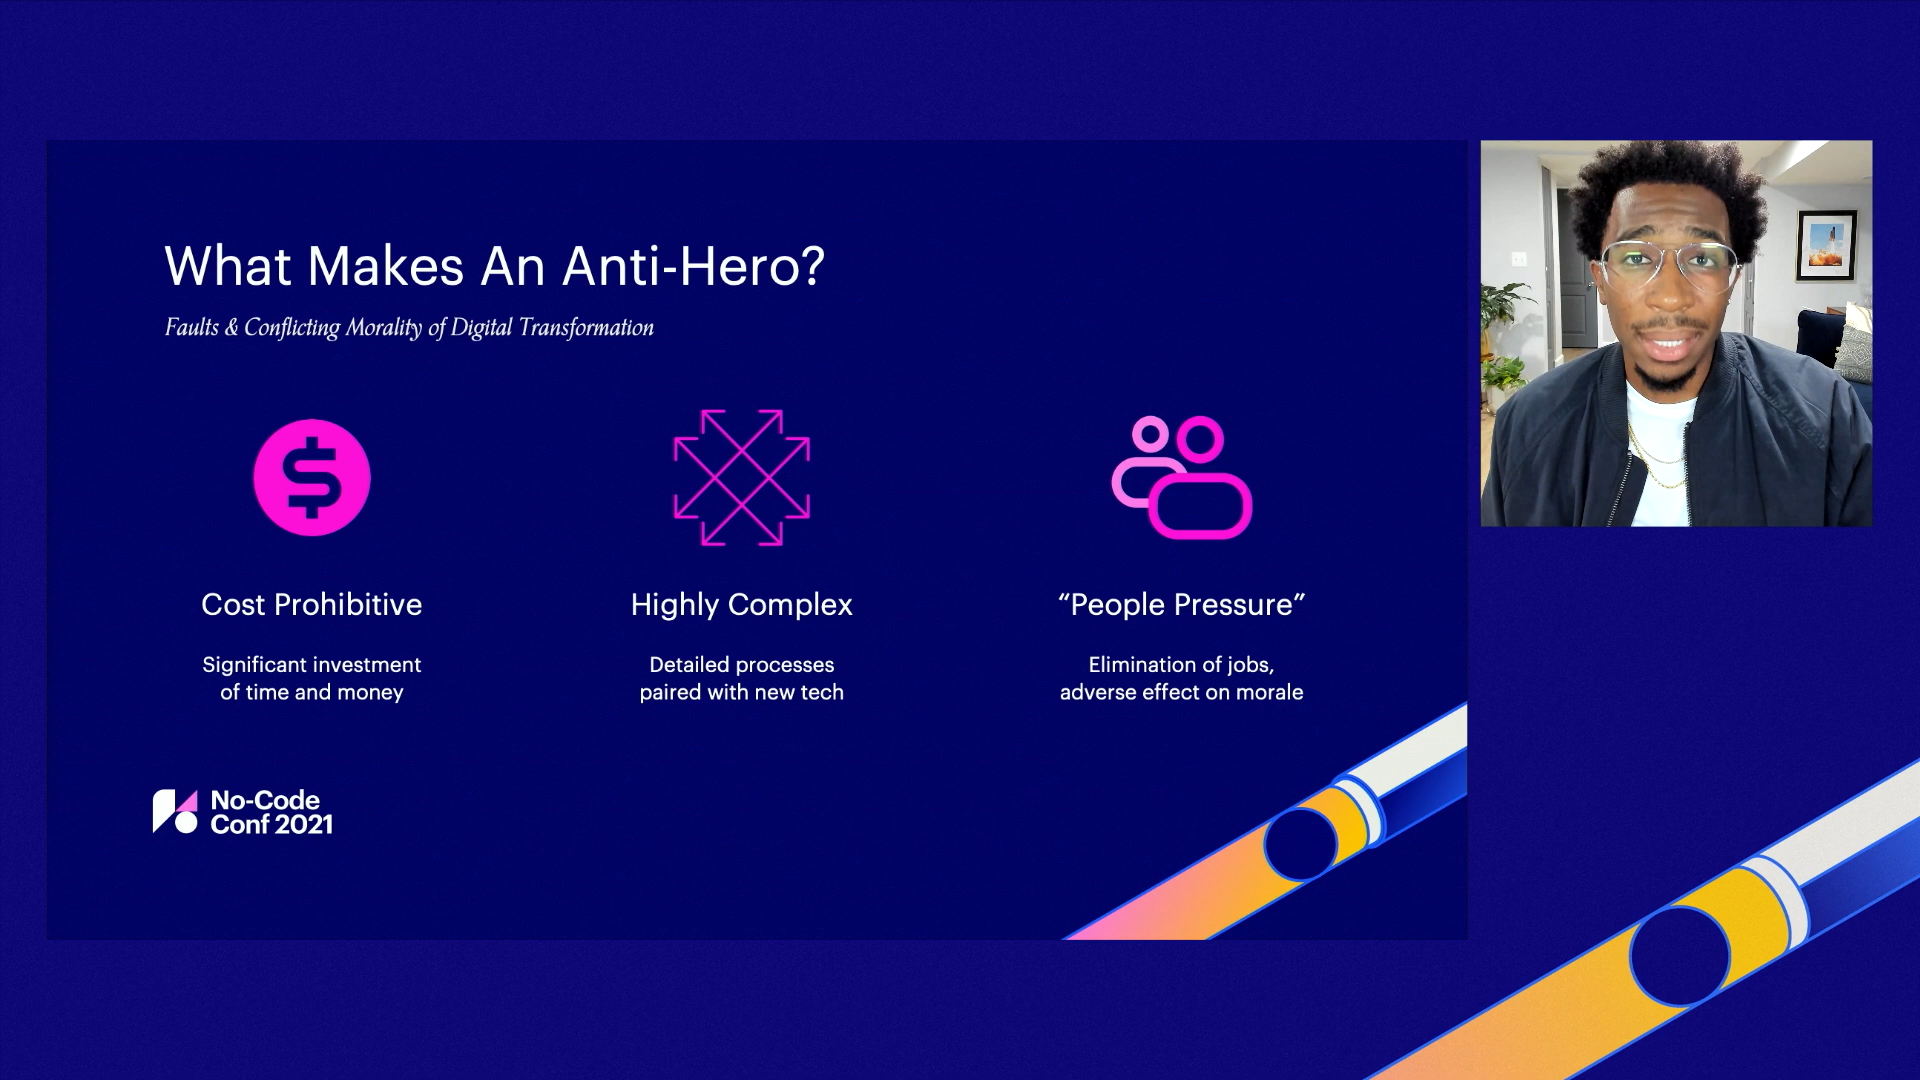 What Makes An Anti-Hero?
Faults & Conflicting Morality of Digital Transformation
Cost Prohibitive
Significant investment
of time and money
Highly Complex
Detailed processes
paired with new tech
“People Pressure”
Elimination of jobs,
adverse effect on morale
No-Code
Conf 2021